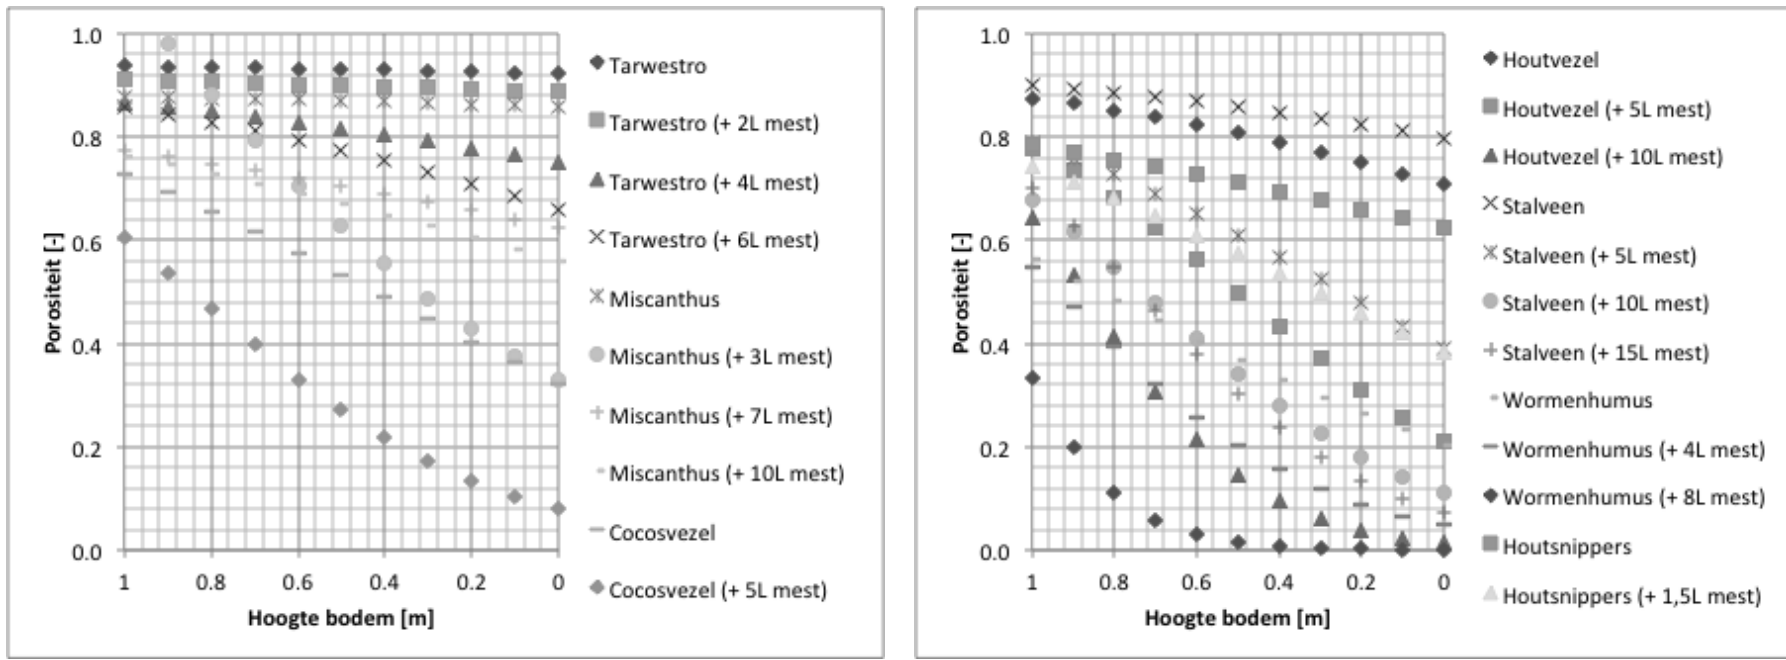 1.0
0.8
0.6
0.4
0.2
0.0
Porositeit [-]
1 0.8 0.6 0.4 0.2 0
Hoogte bodem [m]
Tarwestro
Tarwestro (+ 2L mest)
Tarwestro (+ 4L mest)
Tarwestro (+ 6L mest)
Miscanthus
Miscanthus (+ 3L mest)
Miscanthus (+ 7L mest)
Miscanthus (+ 10L mest)
Cocosvezel
Cocosvezel (+ 5L mest)
1.0
0.8
0.6
0.4
0.2
0.0
Porositeit [-]
1 0.8 0.6 0.4 0.2 0
Hoogte bodem [m]
Houtvezel
Houtvezel (+ 5L mest)
Houtvezel (+ 10L mest)
Stalveen
Stalveen (+ 5L mest)
Stalveen (+ 10L mest)
Stalveen (+ 15L mest)
Wormenhumus
Wormenhumus (+ 4L mest)
Wormenhumus (+ 8L mest)
Houtsnippers
Houtsnippers (+ 1,5L mest)